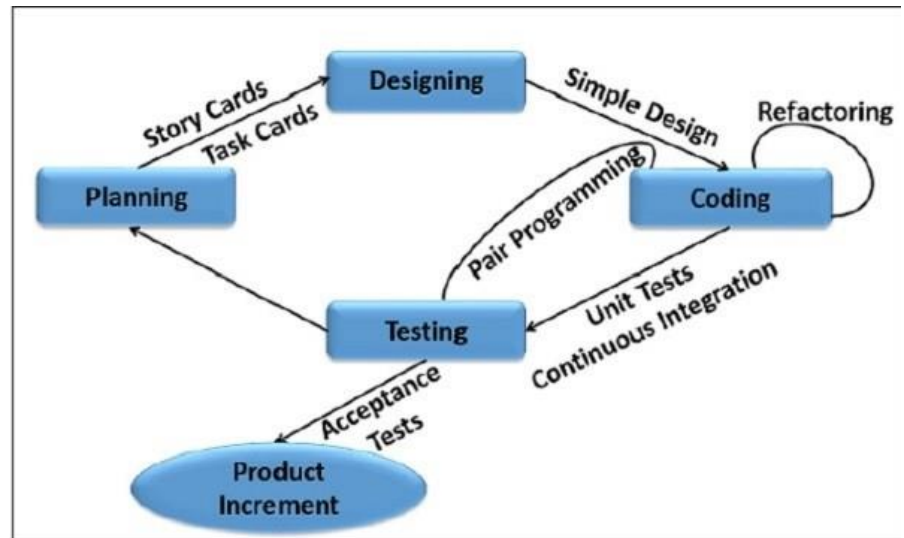 Designing
Story Cards
Task Cards
Simple Design
Refactoring
Planning
Coding
Pair Programming
Unit Tests
Continuous Integration
Testing
Acceptance
Tests
Product
Increment